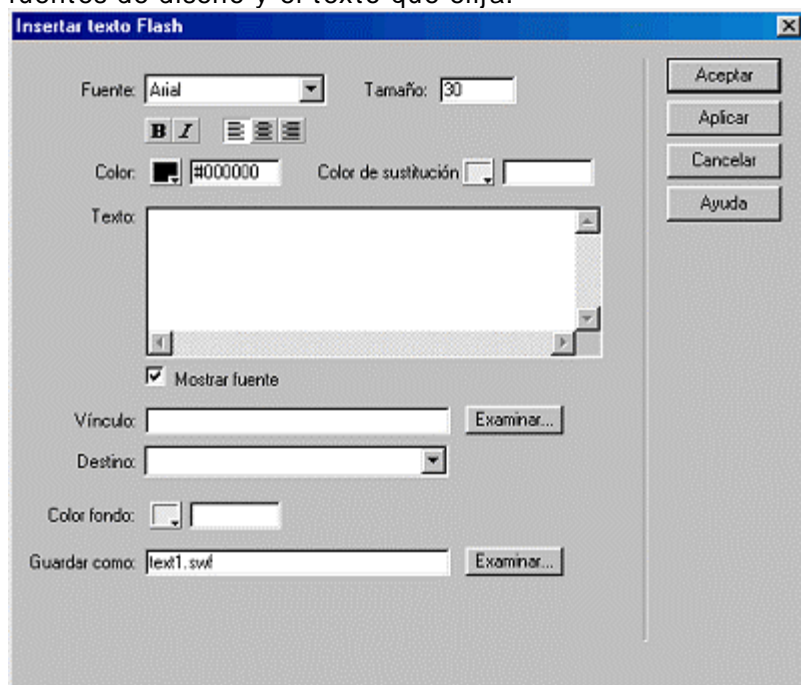 fuentes de diseño y el texto que elija.
Insertar texto Flash
Fuente: Arial Tamaño: 30 Aceptar
B I Aplicar
Color: #000000 Color de sustitución Cancelar
Texto: Ayuda
Mostrar fuente
Vínculo: Examinar...
Destino:
Color fondo:
Guardar como: text1.swf Examinar...